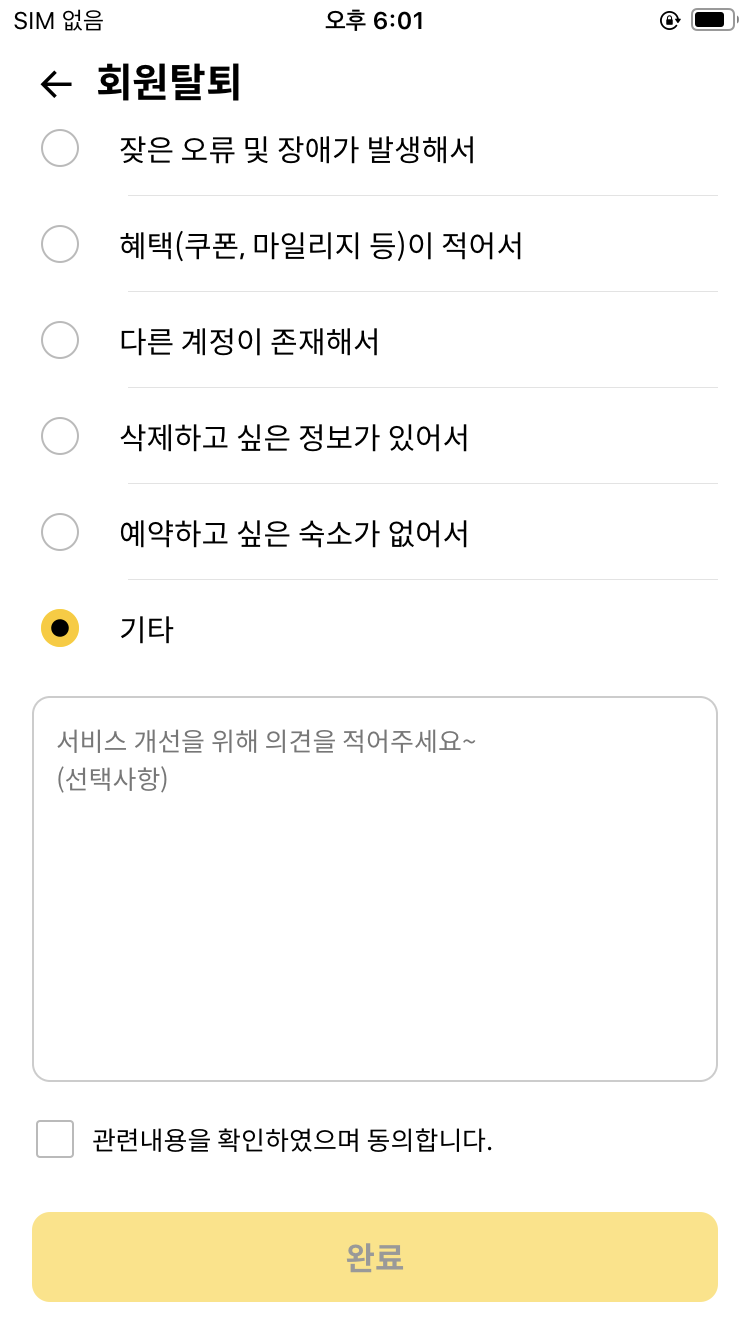 SIM 없음
오후 6:01
회원탈퇴
잦은 오류 및 장애가 발생해서
혜택(쿠폰, 마일리지 등)이 적어서
다른 계정이 존재해서
삭제하고 싶은 정보가 있어서
예약하고 싶은 숙소가 없어서
기타
서비스 개선을 위해 의견을 적어주세요~
(선택사항)
관련내용을 확인하였으며 동의합니다.
완료